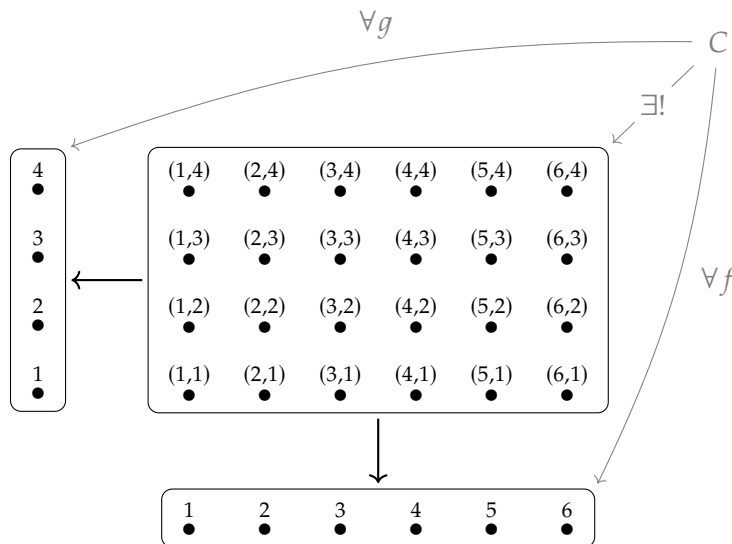 ∀g
C
∃!
4 (1,4) (2,4) (3,4) (4,4) (5,4) (6,4)
3 (1,3) (2,3) (3,3) (4,3) (5,3) (6,3)
∀f
2 (1,2) (2,2) (3,2) (4,2) (5,2) (6,2)
1 (1,1) (2,1) (3,1) (4,1) (5,1) (6,1)
1 2 3 4 5 6